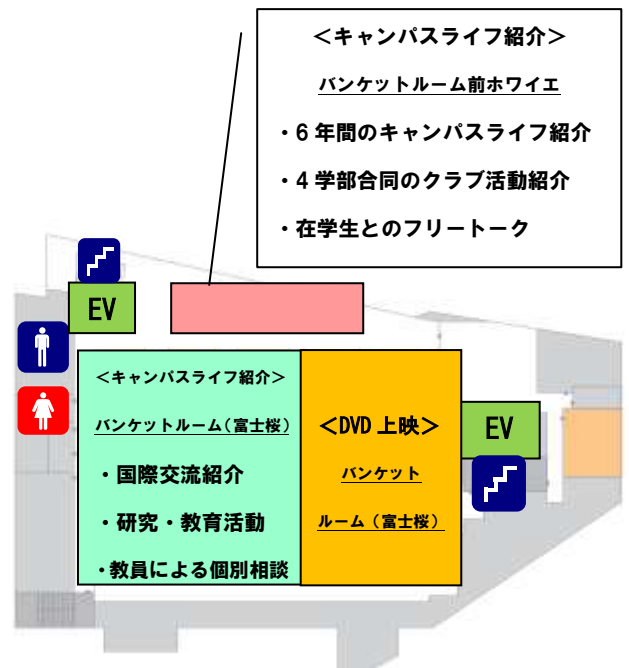 ＜キャンパスライフ紹介＞
バンケットルーム前ホワイエ
・6年間のキャンパスライフ紹介
・4学部合同のクラブ活動紹介
・在学生とのフリートーク
EV
＜キャンパスライフ紹介＞
バンケットルーム（富士桜）
・国際交流紹介
・研究・教育活動
・教員による個別相談
＜DVD上映＞
バンケット
ルーム（富士桜）
EV